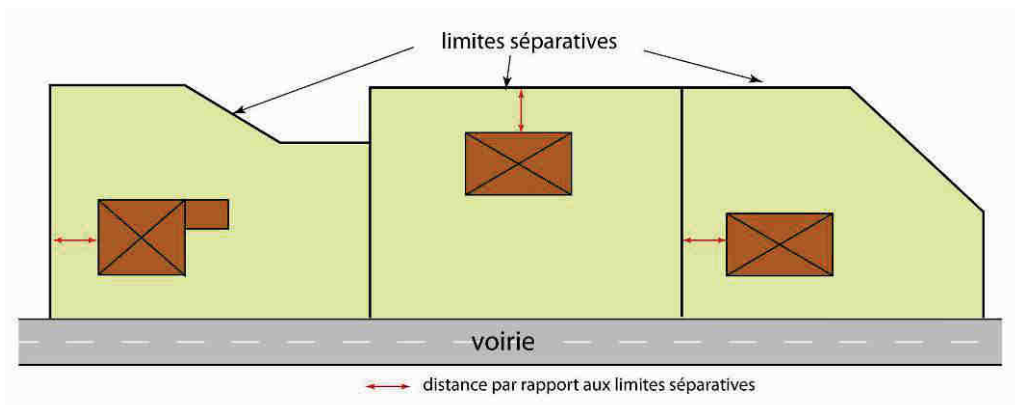 limites séparatives
voirie
distance par rapport aux limites séparatives